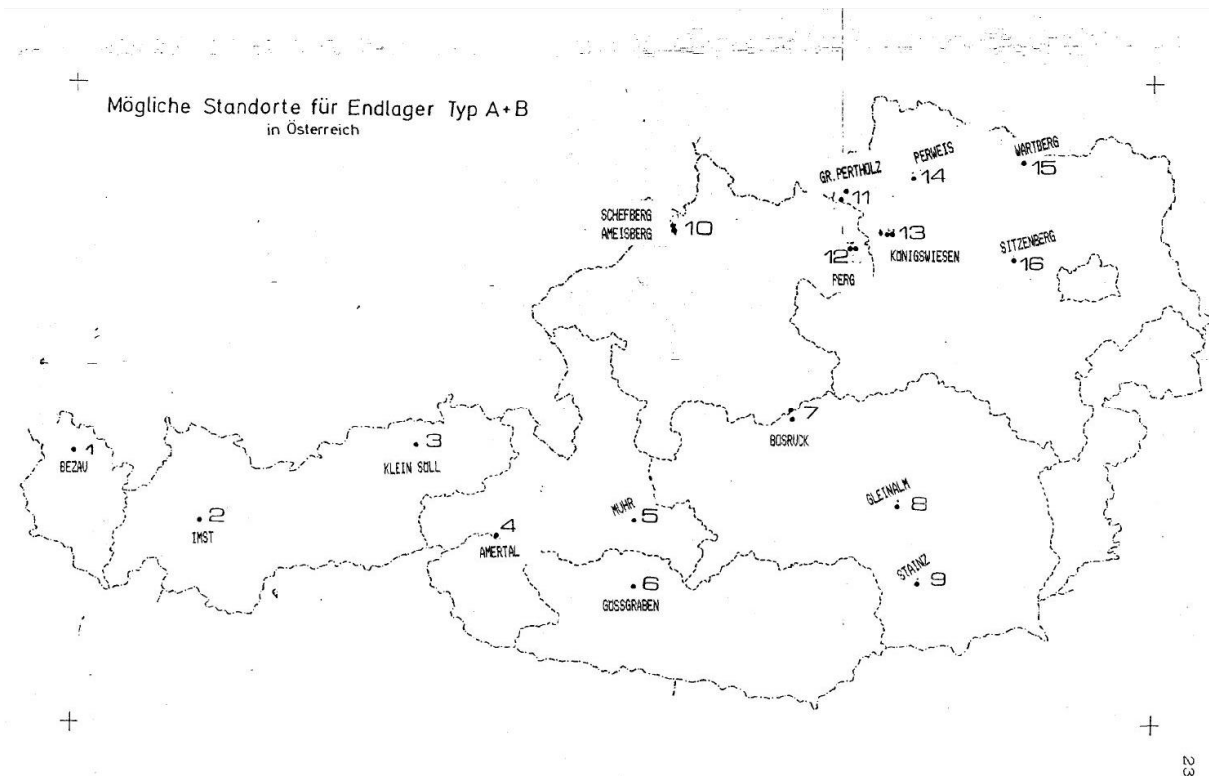 Mögliche Standorte für Endlager Typ A+B
in Österreich
1
BEZAU
2
IMST
3
KLEIN SÖLL
4
AMERTAL
MUHR
5
6
GÖSSGRABEN
7
BOSRUCK
GLEINALM
8
STAINZ
9
SCHEFBERG
AMEISBERG
10
GR.PERTHOLZ
11
12
PERG
13
KÖNIGSWIESEN
PERWEIS
14
WARTBERG
15
SITZENBERG
16
23